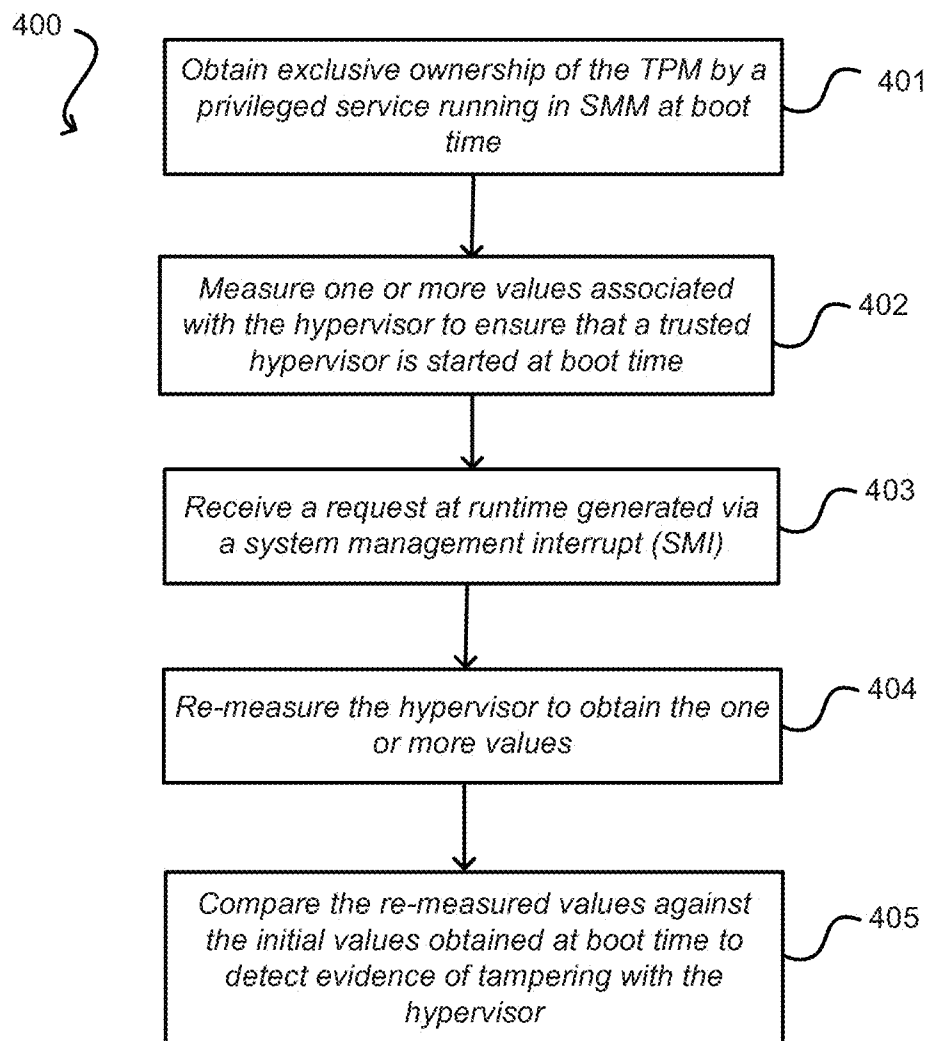 400
Obtain exclusive ownership of the TPM by a
privileged service running in SMM at boot
time
401
Measure one or more values associated
with the hypervisor to ensure that a trusted
hypervisor is started at boot time
402
Receive a request at runtime generated via
a system management interrupt (SMI)
403
Re-measure the hypervisor to obtain the one
or more values
404
Compare the re-measured values against
the initial values obtained at boot time to
detect evidence of tampering with the
hypervisor
405